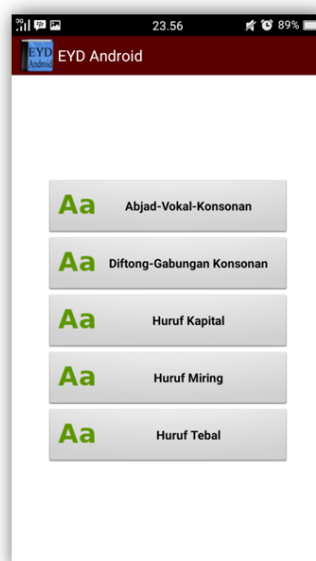 3G 23.56 89%
EYD Android EYD Android
Aa Abjad-Vokal-Konsonan
Aa Diftong-Gabungan Konsonan
Aa Huruf Kapital
Aa Huruf Miring
Aa Huruf Tebal